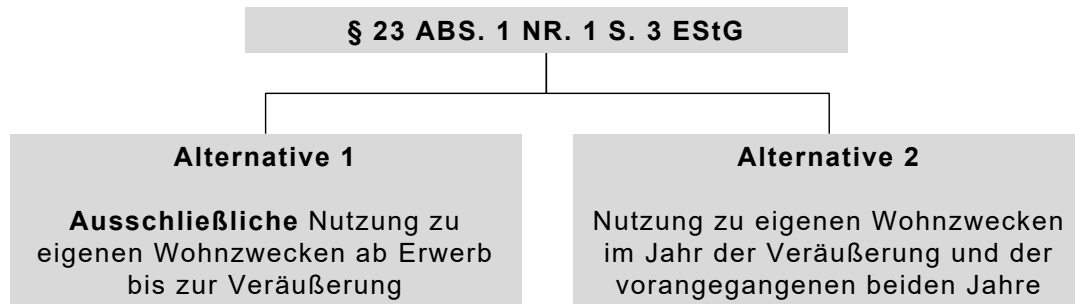 § 23 ABS. 1 NR. 1 S. 3 EStG
Alternative 1
Ausschließliche Nutzung zu
eigenen Wohnzwecken ab Erwerb
bis zur Veräußerung
Alternative 2
Nutzung zu eigenen Wohnzwecken
im Jahr der Veräußerung und der
vorangegangenen beiden Jahre